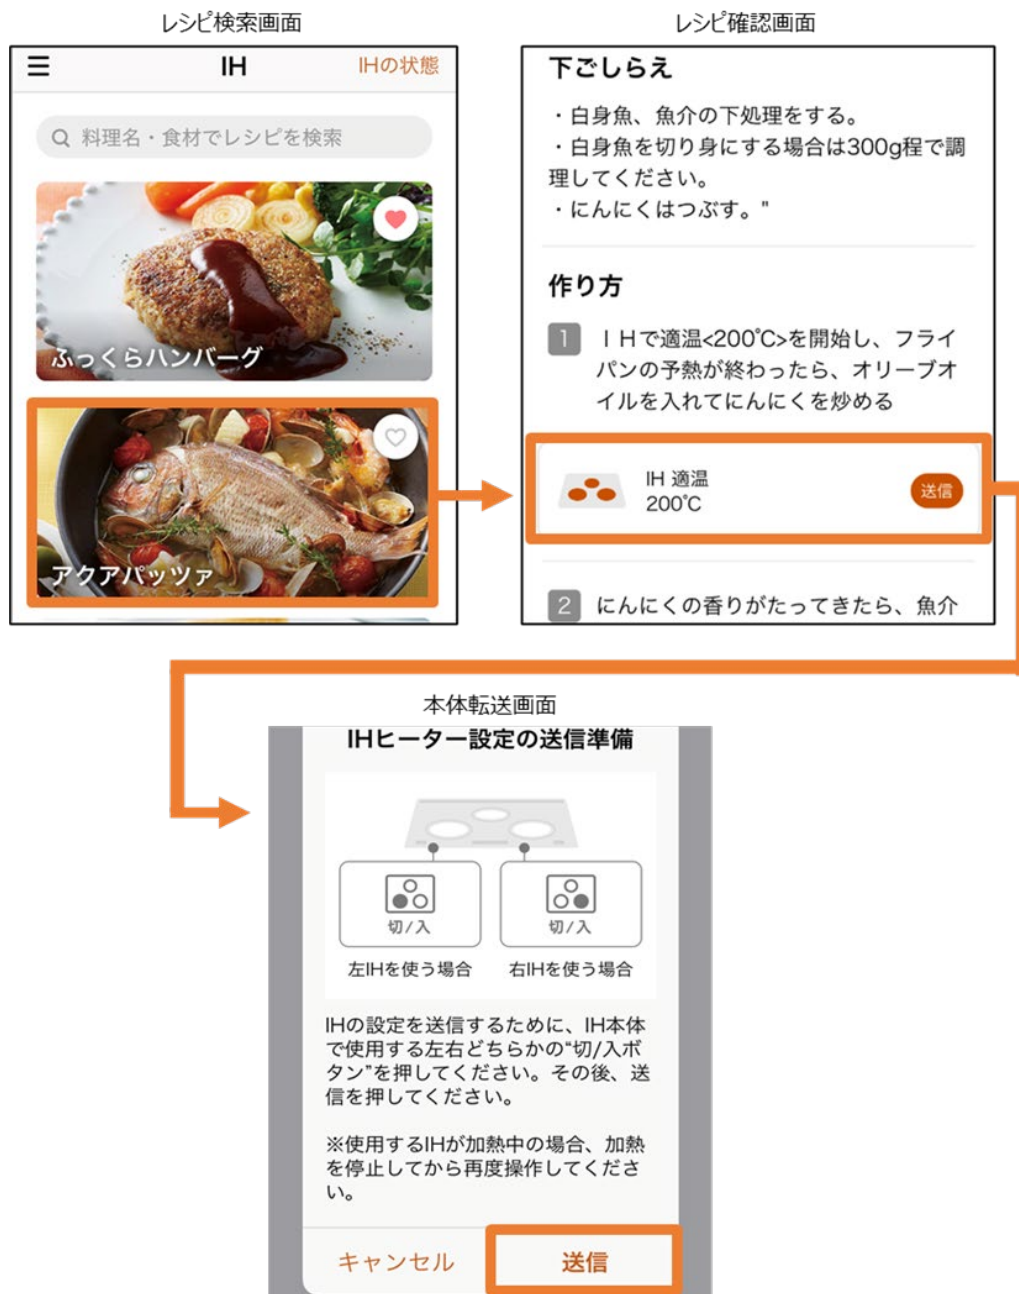 レシピ検索画面
レシピ確認画面
IH
IHの状態
料理名・食材でレシピを検索
ふっくらハンバーグ
アクアパッツァ
下ごしらえ
・白身魚、魚介の下処理をする。
・白身魚を切り身にする場合は300g程で調
理してください。
・にんにくはつぶす。"
作り方
1 ＩHで適温<200℃>を開始し、フライ
パンの予熱が終わったら、オリーブオ
イルを入れてにんにくを炒める
IH 適温
200℃
送信
2 にんにくの香りがたってきたら、魚介
本体転送画面
IHヒーター設定の送信準備
切/入
切/入
左IHを使う場合
右IHを使う場合
IHの設定を送信するために、IH本体
で使用する左右どちらかの“切/入ボ
タン”を押してください。その後、送
信を押してください。
※使用するIHが加熱中の場合、加熱
を停止してから再度操作してくださ
い。
キャンセル
送信